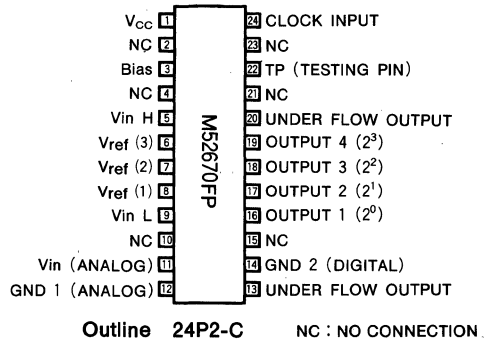 VCC 1 24 CLOCK INPUT
NC 2 23 NC
Bias 3 22 TP (TESTING PIN)
NC 4 21 NC
Vin H 5 20 UNDER FLOW OUTPUT
Vref (3) 6 19 OUTPUT 4 (2³)
Vref (2) 7 18 OUTPUT 3 (2²)
Vref (1) 8 17 OUTPUT 2 (2¹)
Vin L 9 16 OUTPUT 1 (2⁰)
NC 10 15 NC
Vin (ANALOG) 11 14 GND 2 (DIGITAL)
GND 1 (ANALOG) 12 13 UNDER FLOW OUTPUT
M52670FP
Outline 24P2-C NC : NO CONNECTION